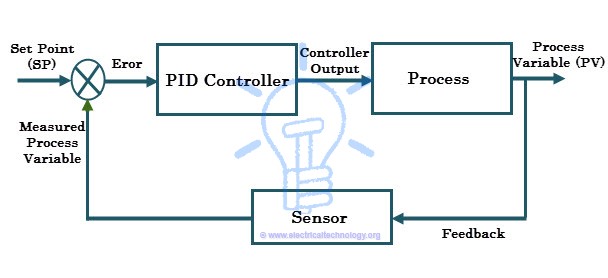 Set Point
(SP)
Eror
PID Controller
Controller
Output
Process
Process
Variable (PV)
Measured
Process
Variable
Sensor
© www.electricaltechnology.org
Feedback